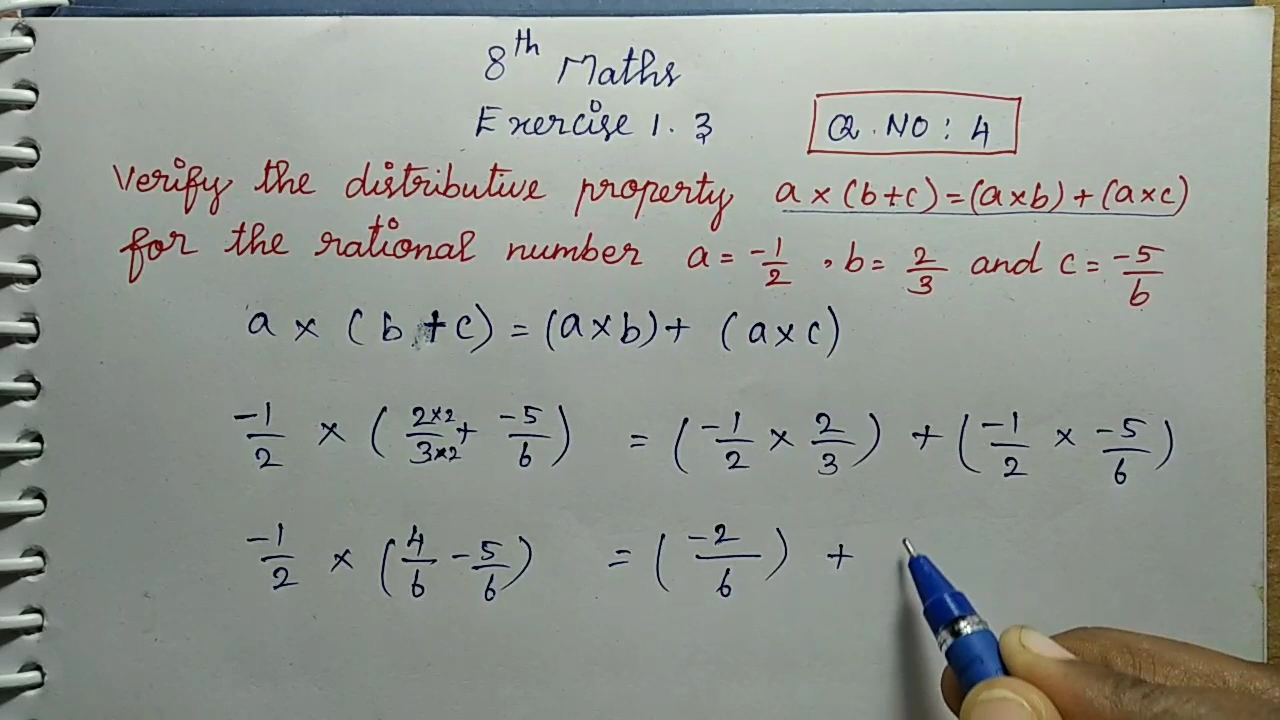 8th Maths
Exercise 1.3
Q.NO: 4
Verify the distributive property a × (b+c) = (a×b) + (a×c)
for the rational number a = -1/2, b = 2/3 and c = -5/6
a × (b + c) = (a×b) + (a×c)
-1/2 × (2×2/3×2 + -5/6) = (-1/2 × 2/3) + (-1/2 × -5/6)
-1/2 × (4/6 - 5/6) = (-2/6) +